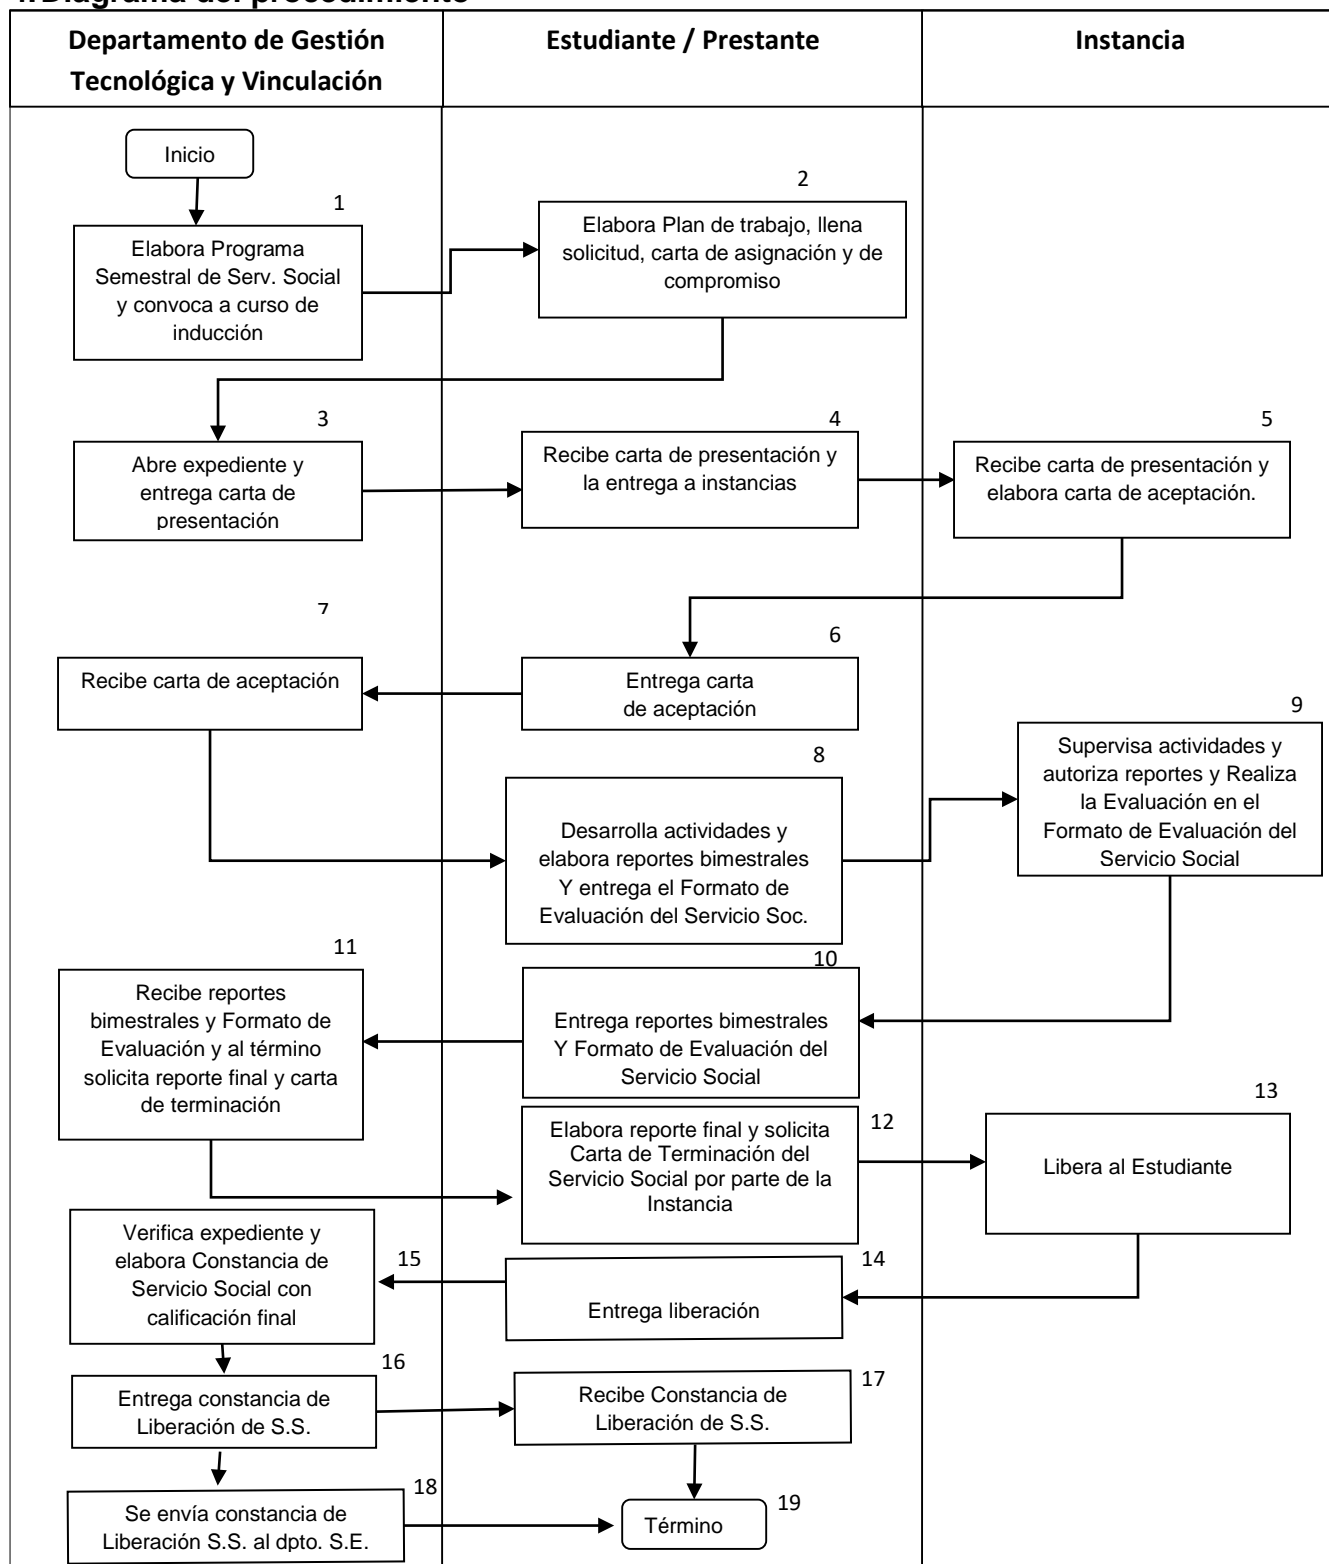 4. Diagrama del procedimiento
Departamento de Gestión
Tecnológica y Vinculación
Estudiante / Prestante
Instancia
Inicio
1
Elabora Programa
Semestral de Serv. Social
y convoca a curso de
inducción
2
Elabora Plan de trabajo, llena
solicitud, carta de asignación y de
compromiso
3
Abre expediente y
entrega carta de
presentación
4
Recibe carta de presentación y
la entrega a instancias
5
Recibe carta de presentación y
elabora carta de aceptación.
6
Entrega carta
de aceptación
7
Recibe carta de aceptación
8
Desarrolla actividades y
elabora reportes bimestrales
Y entrega el Formato de
Evaluación del Servicio Soc.
9
Supervisa actividades y
autoriza reportes y Realiza
la Evaluación en el
Formato de Evaluación del
Servicio Social
10
Entrega reportes bimestrales
Y Formato de Evaluación del
Servicio Social
11
Recibe reportes
bimestrales y Formato de
Evaluación y al término
solicita reporte final y carta
de terminación
12
Elabora reporte final y solicita
Carta de Terminación del
Servicio Social por parte de la
Instancia
13
Libera al Estudiante
14
Entrega liberación
15
Verifica expediente y
elabora Constancia de
Servicio Social con
calificación final
16
Entrega constancia de
Liberación de S.S.
17
Recibe Constancia de
Liberación de S.S.
18
Se envía constancia de
Liberación S.S. al dpto. S.E.
19
Término